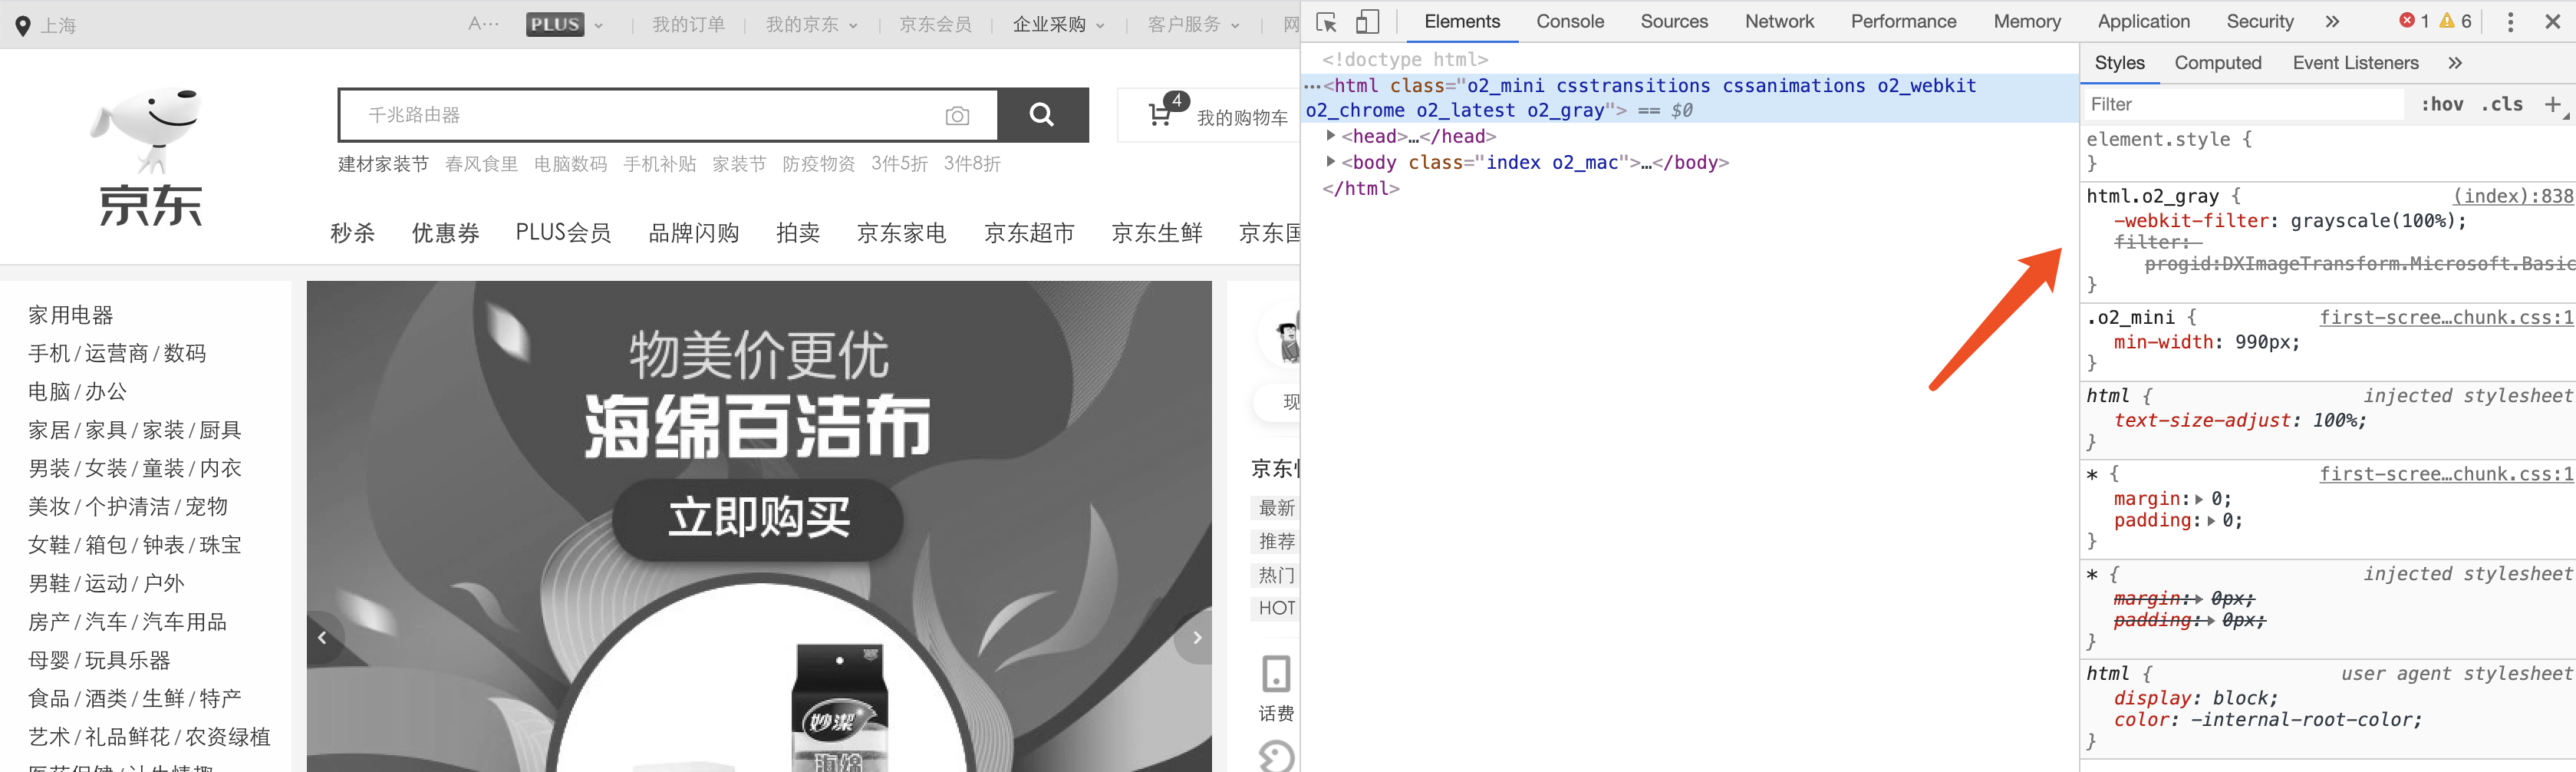 上海
A… PLUS 我的订单 我的京东 京东会员 企业采购 客户服务 网
京东
千兆路由器
4 我的购物车
建材家装节 春风食里 电脑数码 手机补贴 家装节 防疫物资 3件5折 3件8折
秒杀 优惠券 PLUS会员 品牌闪购 拍卖 京东家电 京东超市 京东生鲜 京东国
家用电器
手机 / 运营商 / 数码
电脑 / 办公
家居 / 家具 / 家装 / 厨具
男装 / 女装 / 童装 / 内衣
美妆 / 个护清洁 / 宠物
女鞋 / 箱包 / 钟表 / 珠宝
男鞋 / 运动 / 户外
房产 / 汽车 / 汽车用品
母婴 / 玩具乐器
食品 / 酒类 / 生鲜 / 特产
艺术 / 礼品鲜花 / 农资绿植
物美价更优
海绵百洁布
立即购买
妙潔
海绵
现
京东快
最新
推荐
热门
HOT
话费
Elements Console Sources Network Performance Memory Application Security » 1 6
<!doctype html>
…<html class="o2_mini csstransitions cssanimations o2_webkit
o2_chrome o2_latest o2_gray"> == $0
<head>…</head>
<body class="index o2_mac">…</body>
</html>
Styles Computed Event Listeners »
Filter :hov .cls +
element.style {
}
html.o2_gray { (index):838
-webkit-filter: grayscale(100%);
filter:
progid:DXImageTransform.Microsoft.Basic
}
.o2_mini { first-scree…chunk.css:1
min-width: 990px;
}
html { injected stylesheet
text-size-adjust: 100%;
}
* { first-scree…chunk.css:1
margin: 0;
padding: 0;
}
* { injected stylesheet
margin: 0px;
padding: 0px;
}
html { user agent stylesheet
display: block;
color: -internal-root-color;
}